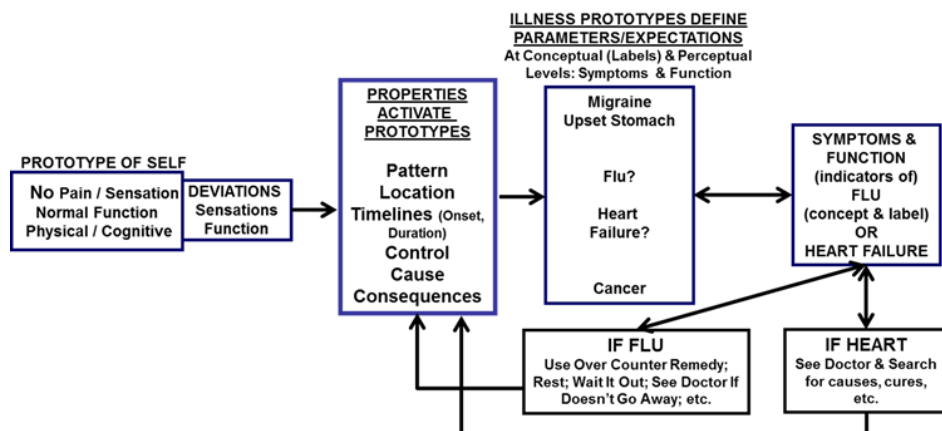 ILLNESS PROTOTYPES DEFINE
PARAMETERS/EXPECTATIONS
At Conceptual (Labels) & Perceptual
Levels: Symptoms & Function
PROTOTYPE OF SELF
No Pain / Sensation
Normal Function
Physical / Cognitive
DEVIATIONS
Sensations
Function
PROPERTIES
ACTIVATE
PROTOTYPES
Pattern
Location
Timelines (Onset,
Duration)
Control
Cause
Consequences
Migraine
Upset Stomach
Flu?
Heart
Failure?
Cancer
SYMPTOMS &
FUNCTION
(indicators of)
FLU
(concept & label)
OR
HEART FAILURE
IF FLU
Use Over Counter Remedy;
Rest; Wait It Out; See Doctor If
Doesn't Go Away; etc.
IF HEART
See Doctor & Search
for causes, cures,
etc.